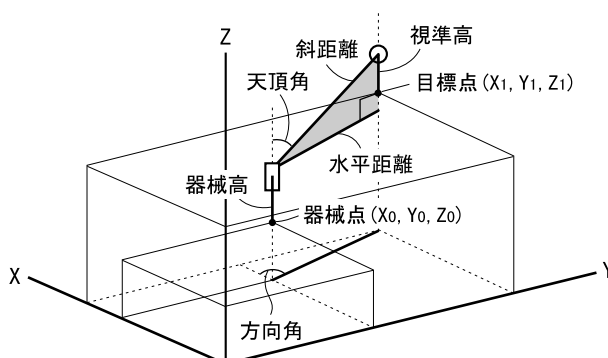 Z
視準高
斜距離
天頂角
目標点(X1, Y1, Z1)
水平距離
器械高
器械点(X0, Y0, Z0)
X
Y
方向角